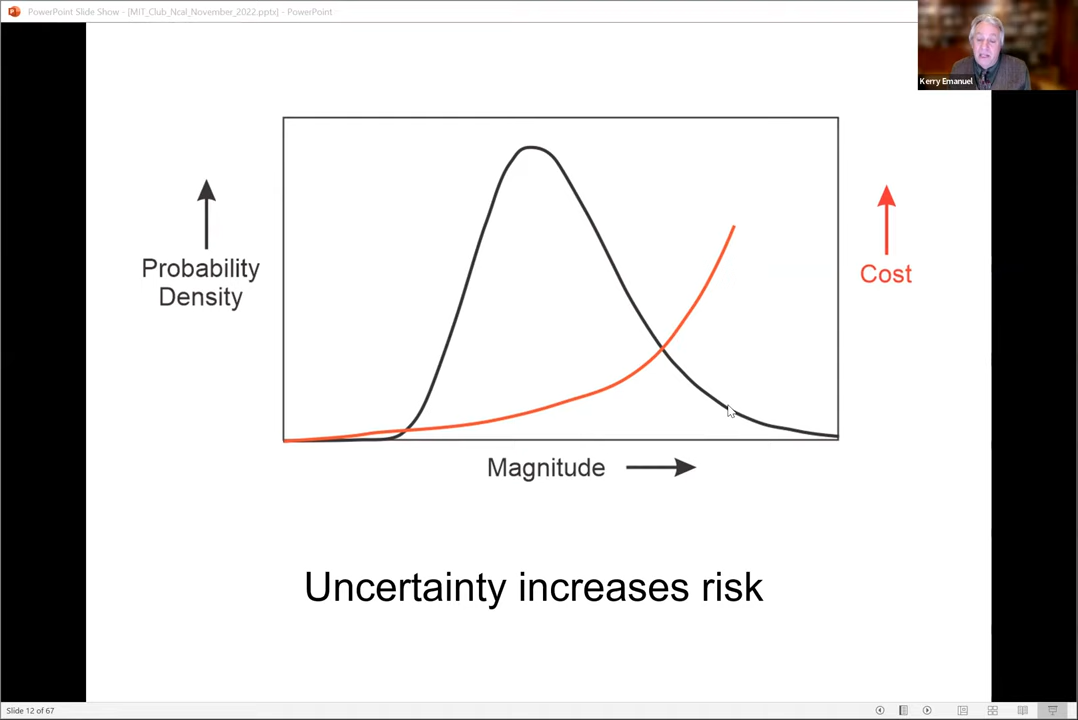 PowerPoint Slide Show - [MIT_Club_Ncal_November_2022.pptx] - PowerPoint
Kerry Emanuel
Probability
Density
Cost
Magnitude
Uncertainty increases risk
Slide 12 of 67